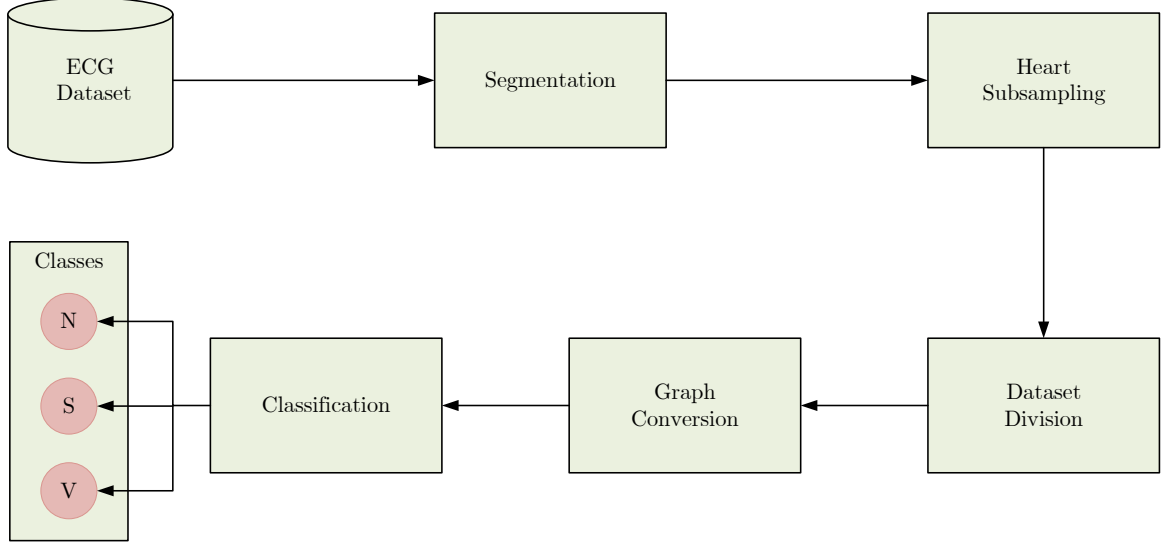 ECG
Dataset
Segmentation
Heart
Subsampling
Dataset
Division
Graph
Conversion
Classification
Classes
N
S
V